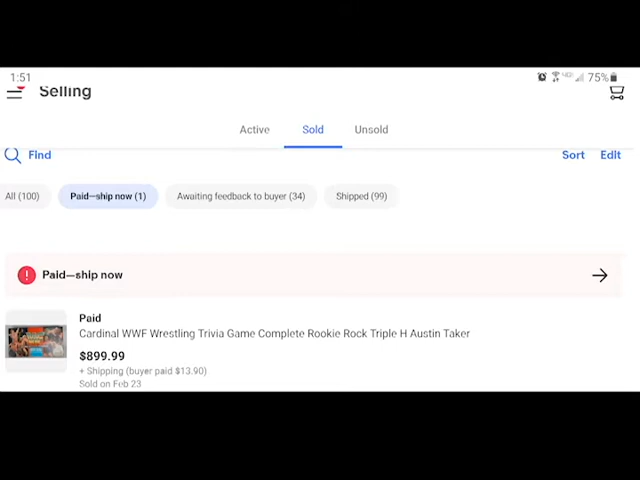 1:51
75%
Selling
Active
Sold
Unsold
Find
Sort
Edit
All (100)
Paid—ship now (1)
Awaiting feedback to buyer (34)
Shipped (99)
Paid—ship now
Paid
Cardinal WWF Wrestling Trivia Game Complete Rookie Rock Triple H Austin Taker
$899.99
+ Shipping (buyer paid $13.90)
Sold on Feb 23